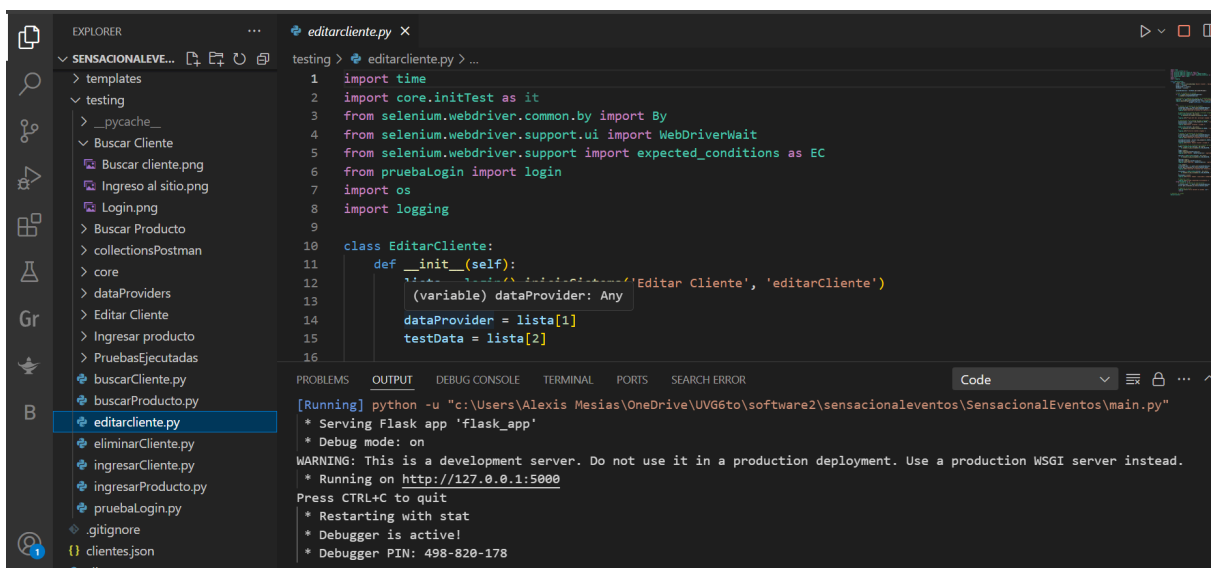 EXPLORER ...
SENSACIONALEVE...
templates
testing
__pycache__
Buscar Cliente
Buscar cliente.png
Ingreso al sitio.png
Login.png
Buscar Producto
collectionsPostman
core
dataProviders
Editar Cliente
Ingresar producto
PruebasEjecutadas
buscarCliente.py
buscarProducto.py
editarcliente.py
eliminarCliente.py
ingresarCliente.py
ingresarProducto.py
pruebaLogin.py
.gitignore
{} clientes.json
Gr
B
1
editarcliente.py ×
testing > editarcliente.py > ...
1 import time
2 import core.initTest as it
3 from selenium.webdriver.common.by import By
4 from selenium.webdriver.support.ui import WebDriverWait
5 from selenium.webdriver.support import expected_conditions as EC
6 from pruebaLogin import login
7 import os
8 import logging
9
10 class EditarCliente:
11 def __init__(self):
12 'Editar Cliente', 'editarCliente')
(variable) dataProvider: Any
13
14 dataProvider = lista[1]
15 testData = lista[2]
16
PROBLEMS OUTPUT DEBUG CONSOLE TERMINAL PORTS SEARCH ERROR Code ...
[Running] python -u "c:\Users\Alexis Mesias\OneDrive\UVG6to\software2\sensacionaleventos\SensacionalEventos\main.py"
* Serving Flask app 'flask_app'
* Debug mode: on
WARNING: This is a development server. Do not use it in a production deployment. Use a production WSGI server instead.
* Running on http://127.0.0.1:5000
Press CTRL+C to quit
* Restarting with stat
* Debugger is active!
* Debugger PIN: 498-820-178